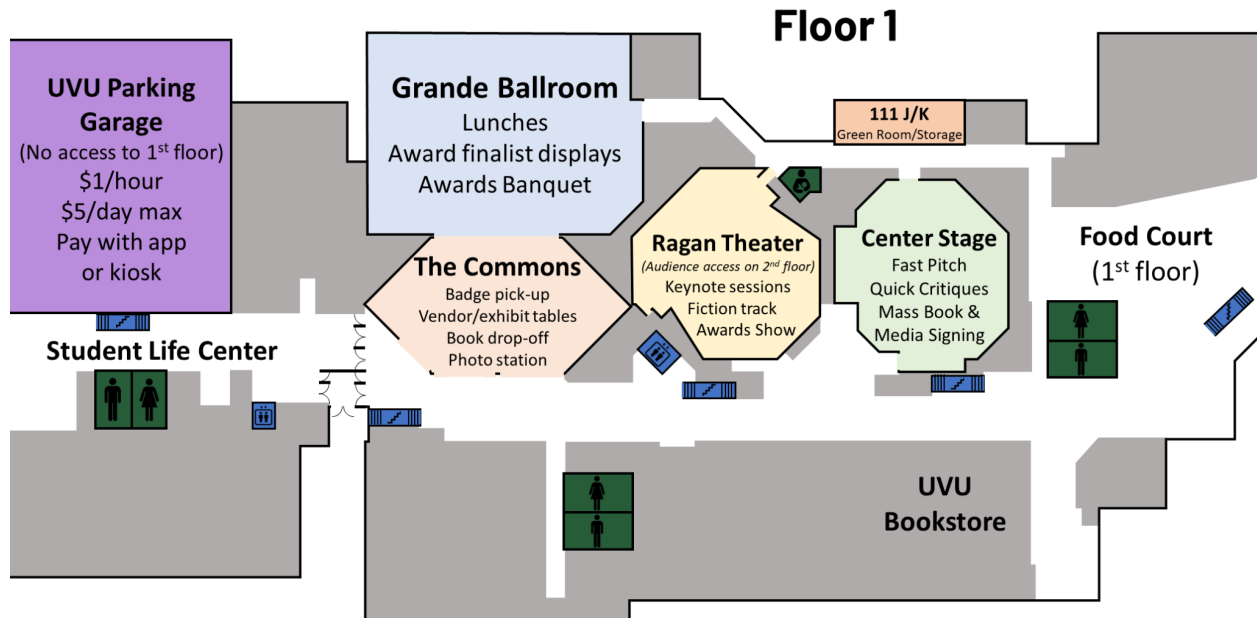 Floor 1
UVU Parking
Garage
(No access to 1st floor)
$1/hour
$5/day max
Pay with app
or kiosk
Grande Ballroom
Lunches
Award finalist displays
Awards Banquet
111 J/K
Green Room/Storage
The Commons
Badge pick-up
Vendor/exhibit tables
Book drop-off
Photo station
Ragan Theater
(Audience access on 2nd floor)
Keynote sessions
Fiction track
Awards Show
Center Stage
Fast Pitch
Quick Critiques
Mass Book &
Media Signing
Food Court
(1st floor)
Student Life Center
UVU
Bookstore